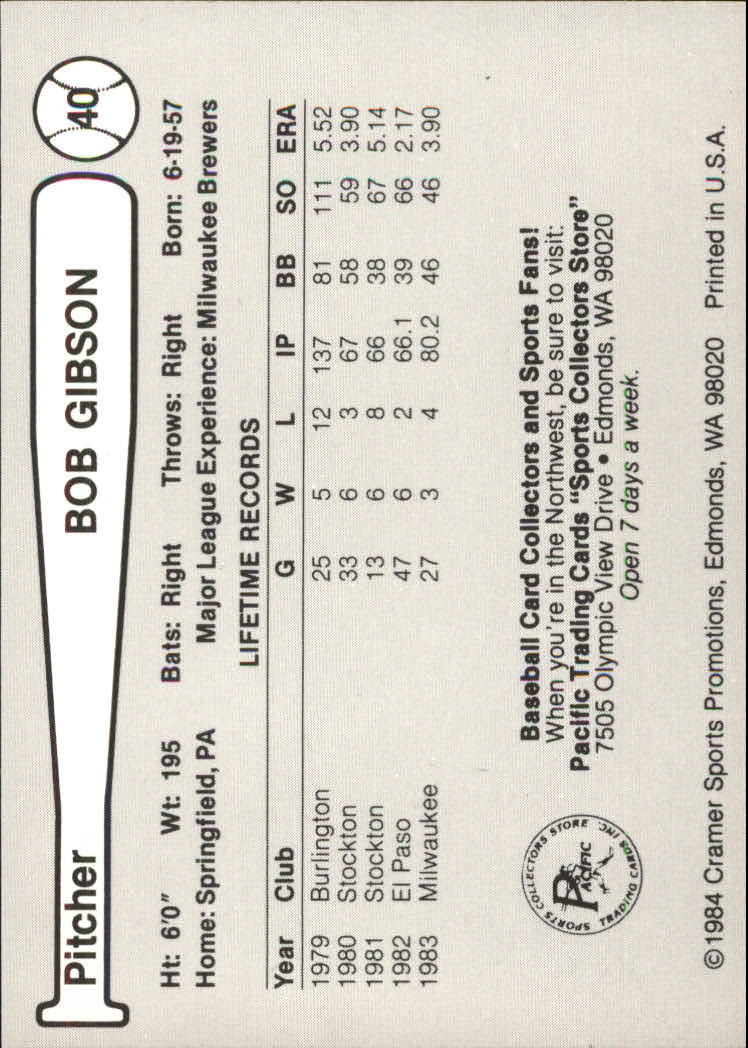 Pitcher BOB GIBSON 40
Ht: 6'0" Wt: 195 Bats: Right Throws: Right Born: 6-19-57
Home: Springfield, PA Major League Experience: Milwaukee Brewers
LIFETIME RECORDS
Year Club G W L IP BB SO ERA
1979 Burlington 25 5 12 137 81 111 5.52
1980 Stockton 33 6 3 67 58 59 3.90
1981 Stockton 13 6 8 66 38 67 5.14
1982 El Paso 47 6 2 66.1 39 66 2.17
1983 Milwaukee 27 3 4 80.2 46 46 3.90
SPORTS COLLECTORS STORE
PACIFIC
TRADING CARDS INC
Baseball Card Collectors and Sports Fans!
When you're in the Northwest, be sure to visit:
Pacific Trading Cards "Sports Collectors Store"
7505 Olympic View Drive • Edmonds, WA 98020
Open 7 days a week.
©1984 Cramer Sports Promotions, Edmonds, WA 98020 Printed in U.S.A.